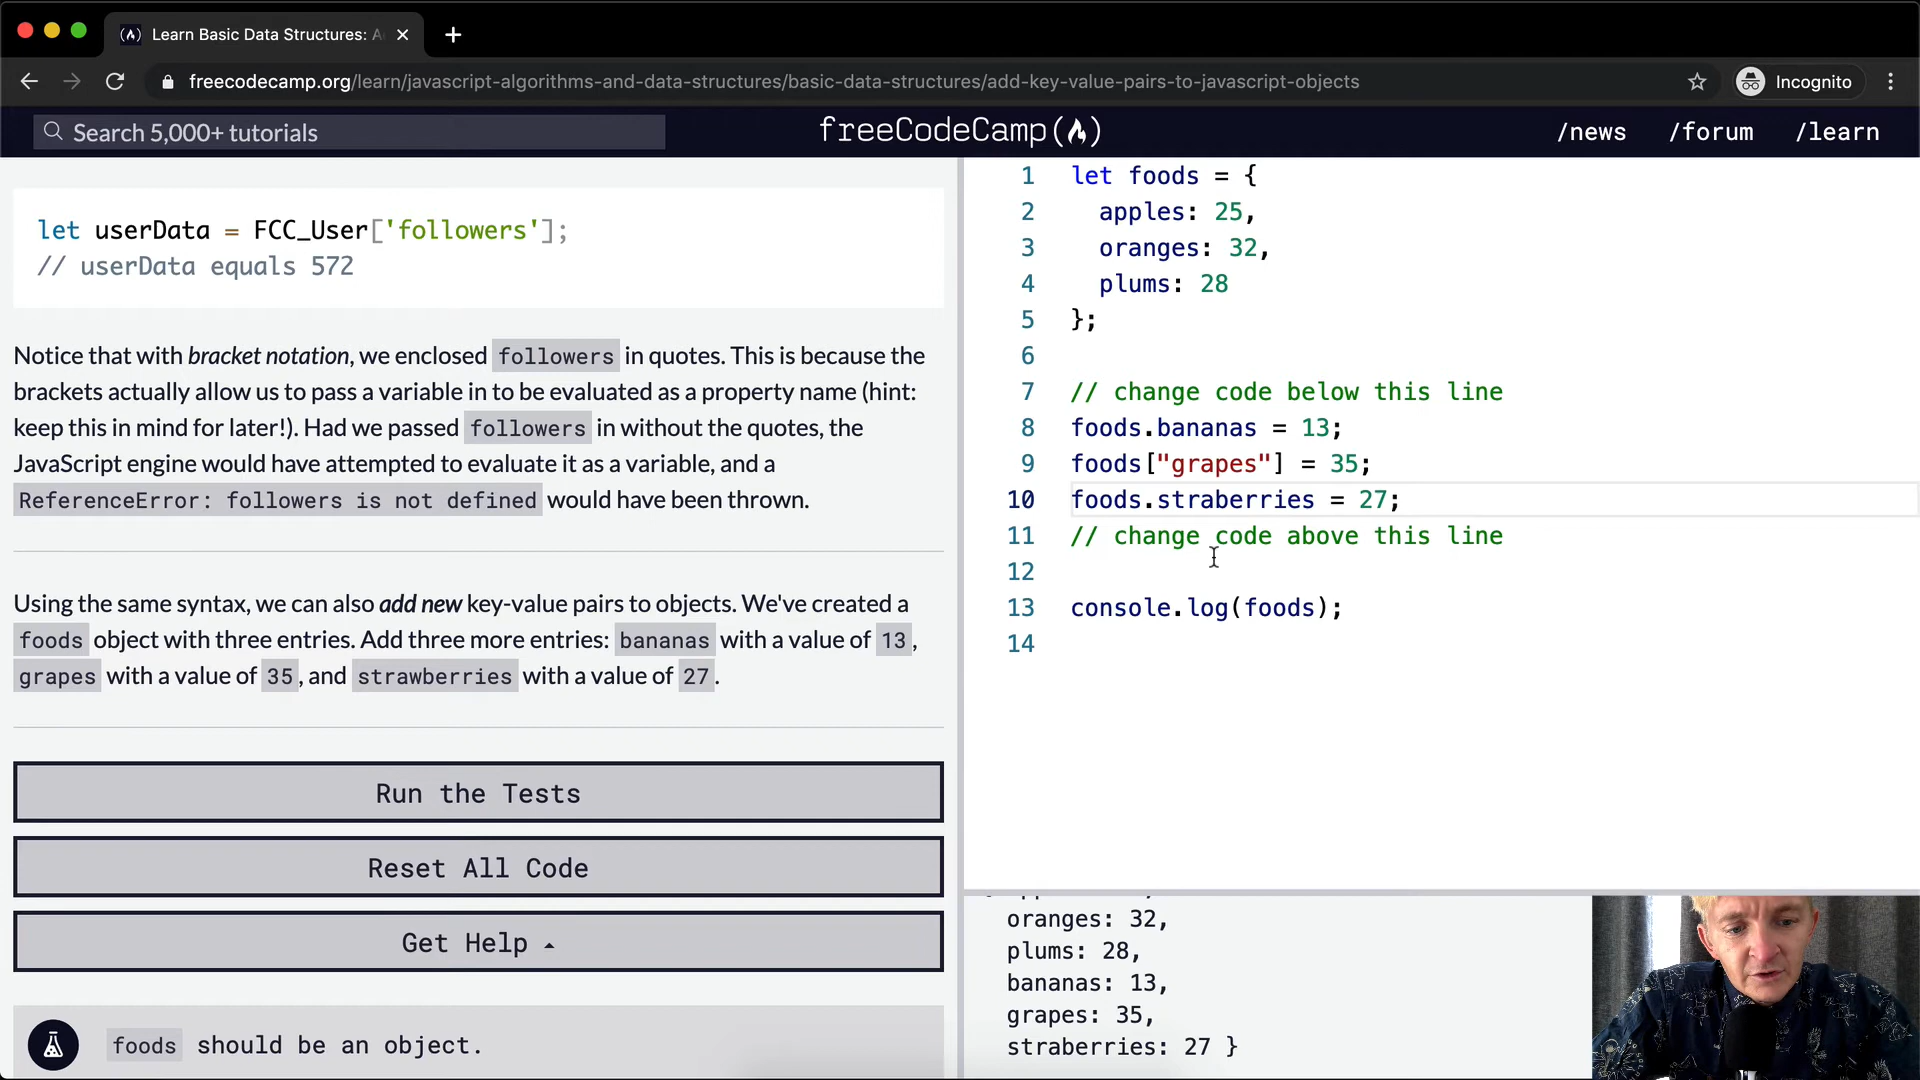 Learn Basic Data Structures: A
freecodecamp.org/learn/javascript-algorithms-and-data-structures/basic-data-structures/add-key-value-pairs-to-javascript-objects
Incognito
Search 5,000+ tutorials
freeCodeCamp
/news
/forum
/learn
let userData = FCC_User['followers'];
// userData equals 572
Notice that with bracket notation, we enclosed followers in quotes. This is because the
brackets actually allow us to pass a variable in to be evaluated as a property name (hint:
keep this in mind for later!). Had we passed followers in without the quotes, the
JavaScript engine would have attempted to evaluate it as a variable, and a
ReferenceError: followers is not defined would have been thrown.
Using the same syntax, we can also add new key-value pairs to objects. We've created a
foods object with three entries. Add three more entries: bananas with a value of 13,
grapes with a value of 35, and strawberries with a value of 27.
Run the Tests
Reset All Code
Get Help
foods should be an object.
1 let foods = {
2 apples: 25,
3 oranges: 32,
4 plums: 28
5 };
6
7 // change code below this line
8 foods.bananas = 13;
9 foods["grapes"] = 35;
10 foods.straberries = 27;
11 // change code above this line
12
13 console.log(foods);
14
oranges: 32,
plums: 28,
bananas: 13,
grapes: 35,
straberries: 27 }